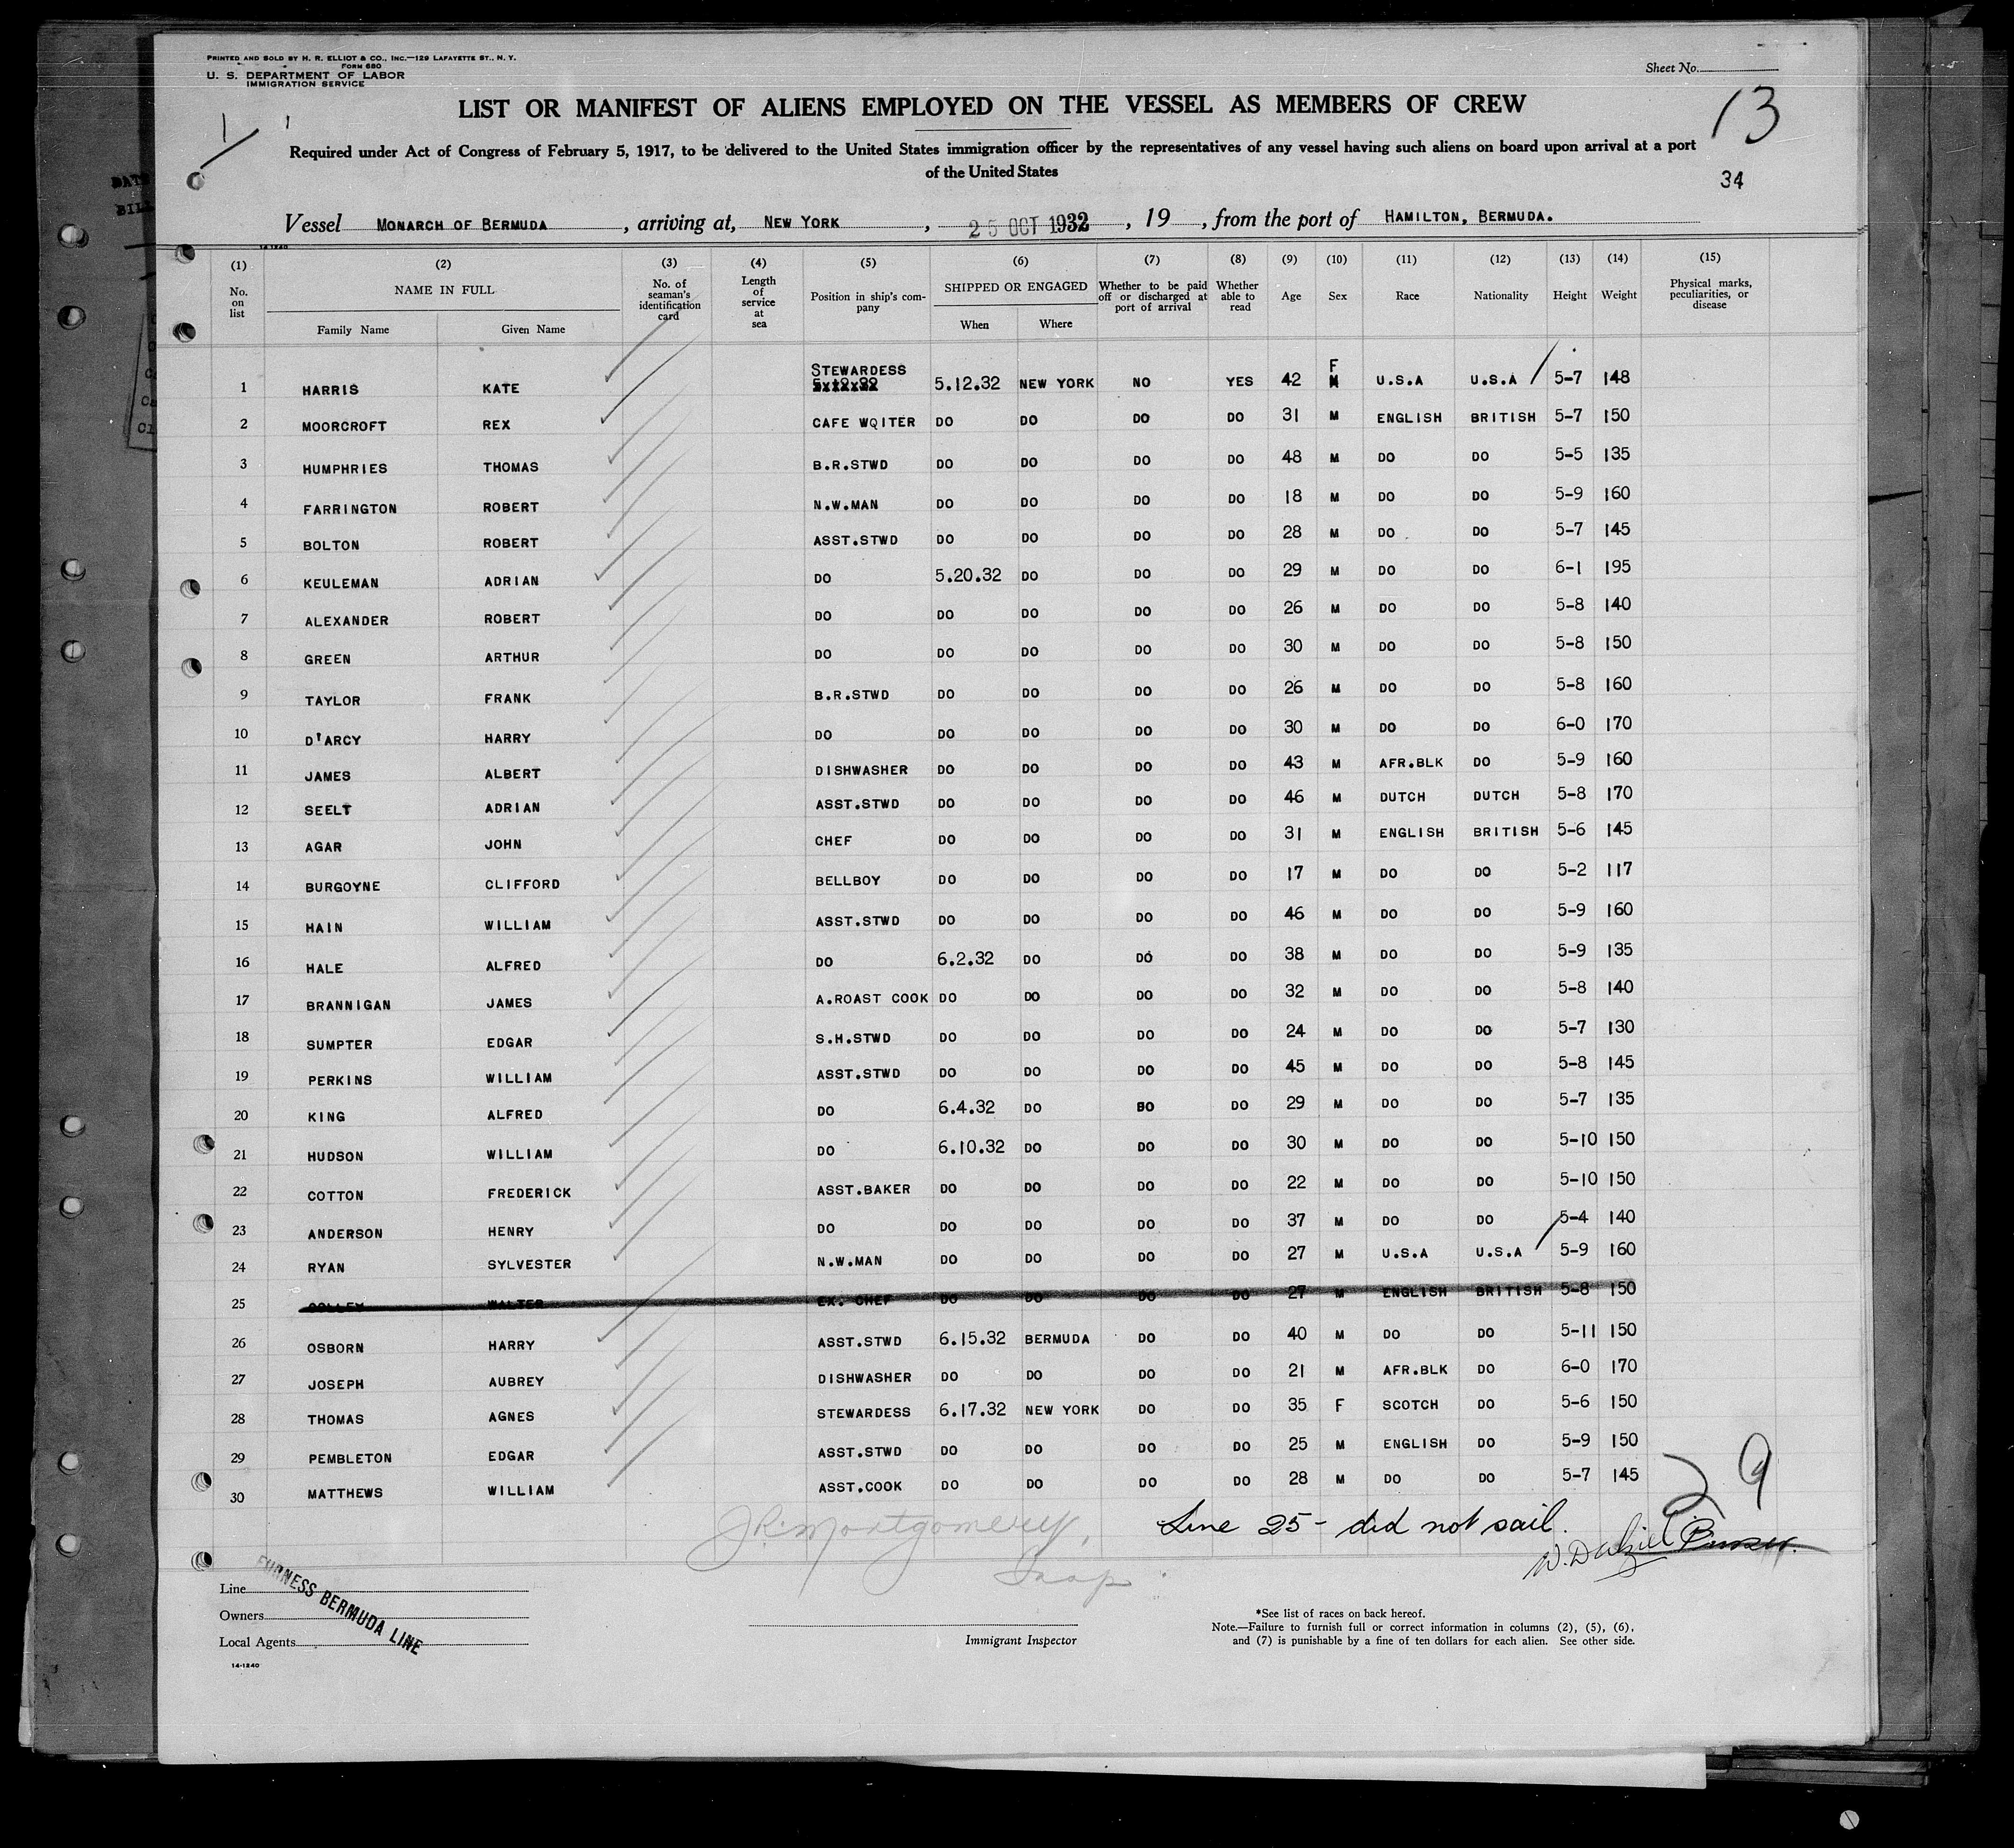 PRINTED AND SOLD BY H. R. ELLIOT & CO., INC.—129 LAFAYETTE ST., N. Y.
FORM 680
U. S. DEPARTMENT OF LABOR
IMMIGRATION SERVICE
Sheet No.
LIST OR MANIFEST OF ALIENS EMPLOYED ON THE VESSEL AS MEMBERS OF CREW
13
Required under Act of Congress of February 5, 1917, to be delivered to the United States immigration officer by the representatives of any vessel having such aliens on board upon arrival at a port
of the United States
34
Vessel MONARCH OF BERMUDA, arriving at, NEW YORK, 25 OCT 1932, 19, from the port of HAMILTON, BERMUDA.
14-1240
(1) (2) (3) (4) (5) (6) (7) (8) (9) (10) (11) (12) (13) (14) (15)
No. on list NAME IN FULL Family Name Given Name No. of seaman's identification card Length of service at sea Position in ship's company SHIPPED OR ENGAGED When Where Whether to be paid off or discharged at port of arrival Whether able to read Age Sex Race Nationality Height Weight Physical marks, peculiarities, or disease
1 HARRIS KATE STEWARDESS 5.12.32 NEW YORK NO YES 42 F U.S.A U.S.A 5-7 148
2 MOORCROFT REX CAFE WQITER DO DO DO DO 31 M ENGLISH BRITISH 5-7 150
3 HUMPHRIES THOMAS B.R.STWD DO DO DO DO 48 M DO DO 5-5 135
4 FARRINGTON ROBERT N.W.MAN DO DO DO DO 18 M DO DO 5-9 160
5 BOLTON ROBERT ASST.STWD DO DO DO DO 28 M DO DO 5-7 145
6 KEULEMAN ADRIAN DO 5.20.32 DO DO DO 29 M DO DO 6-1 195
7 ALEXANDER ROBERT DO DO DO DO DO 26 M DO DO 5-8 140
8 GREEN ARTHUR DO DO DO DO DO 30 M DO DO 5-8 150
9 TAYLOR FRANK B.R.STWD DO DO DO DO 26 M DO DO 5-8 160
10 D'ARCY HARRY DO DO DO DO DO 30 M DO DO 6-0 170
11 JAMES ALBERT DISHWASHER DO DO DO DO 43 M AFR.BLK DO 5-9 160
12 SEELT ADRIAN ASST.STWD DO DO DO DO 46 M DUTCH DUTCH 5-8 170
13 AGAR JOHN CHEF DO DO DO DO 31 M ENGLISH BRITISH 5-6 145
14 BURGOYNE CLIFFORD BELLBOY DO DO DO DO 17 M DO DO 5-2 117
15 HAIN WILLIAM ASST.STWD DO DO DO DO 46 M DO DO 5-9 160
16 HALE ALFRED DO 6.2.32 DO DO DO 38 M DO DO 5-9 135
17 BRANNIGAN JAMES A.ROAST COOK DO DO DO DO 32 M DO DO 5-8 140
18 SUMPTER EDGAR S.H.STWD DO DO DO DO 24 M DO DO 5-7 130
19 PERKINS WILLIAM ASST.STWD DO DO DO DO 45 M DO DO 5-8 145
20 KING ALFRED DO 6.4.32 DO DO DO 29 M DO DO 5-7 135
21 HUDSON WILLIAM DO 6.10.32 DO DO DO 30 M DO DO 5-10 150
22 COTTON FREDERICK ASST.BAKER DO DO DO DO 22 M DO DO 5-10 150
23 ANDERSON HENRY DO DO DO DO DO 37 M DO DO 5-4 140
24 RYAN SYLVESTER N.W.MAN DO DO DO DO 27 M U.S.A U.S.A 5-9 160
25 COLLEY WALTER EX. CHEF DO DO DO DO 27 M ENGLISH BRITISH 5-8 150
26 OSBORN HARRY ASST.STWD 6.15.32 BERMUDA DO DO 40 M DO DO 5-11 150
27 JOSEPH AUBREY DISHWASHER DO DO DO DO 21 M AFR.BLK DO 6-0 170
28 THOMAS AGNES STEWARDESS 6.17.32 NEW YORK DO DO 35 F SCOTCH DO 5-6 150
29 PEMBLETON EDGAR ASST.STWD DO DO DO DO 25 M ENGLISH DO 5-9 150
30 MATTHEWS WILLIAM ASST.COOK DO DO DO DO 28 M DO DO 5-7 145
J.R. Montgomery, Insp
Line 25 - did not sail.
Purser.
Line
FURNESS BERMUDA LINE
Owners
Local Agents
14-1240
Immigrant Inspector
*See list of races on back hereof.
Note.—Failure to furnish full or correct information in columns (2), (5), (6),
and (7) is punishable by a fine of ten dollars for each alien. See other side.